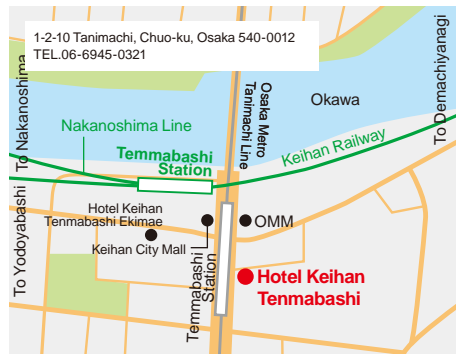 1-2-10 Tanimachi, Chuo-ku, Osaka 540-0012
TEL.06-6945-0321
To Nakanoshima
Osaka Metro
Tanimachi Line
Okawa
To Demachiyanagi
Nakanoshima Line
Temmabashi
Station
Keihan Railway
To Yodoyabashi
Hotel Keihan
Tenmabashi Ekimae
Keihan City Mall
OMM
Temmabashi
Station
Hotel Keihan
Tenmabashi